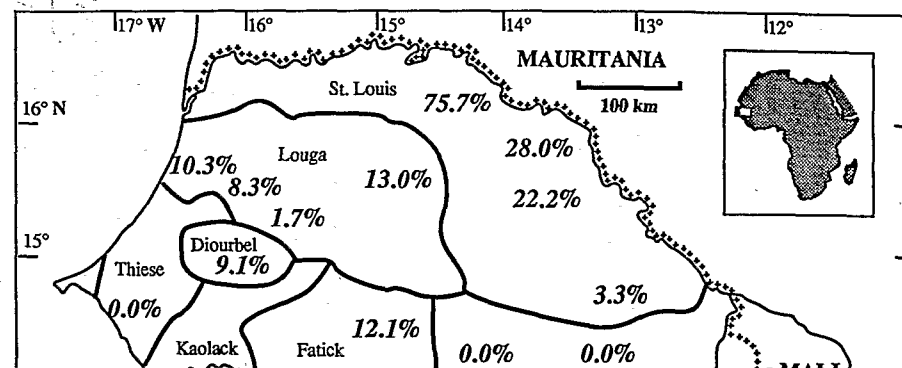 17° W 16° 15° 14° 13° 12°
MAURITANIA
St. Louis
75.7%
100 km
16° N
28.0%
Louga
10.3%
13.0%
8.3%
22.2%
1.7%
15°
Diourbel
9.1%
Thiese
3.3%
0.0%
12.1%
Kaolack
Fatick
0.0%
0.0%
MALI